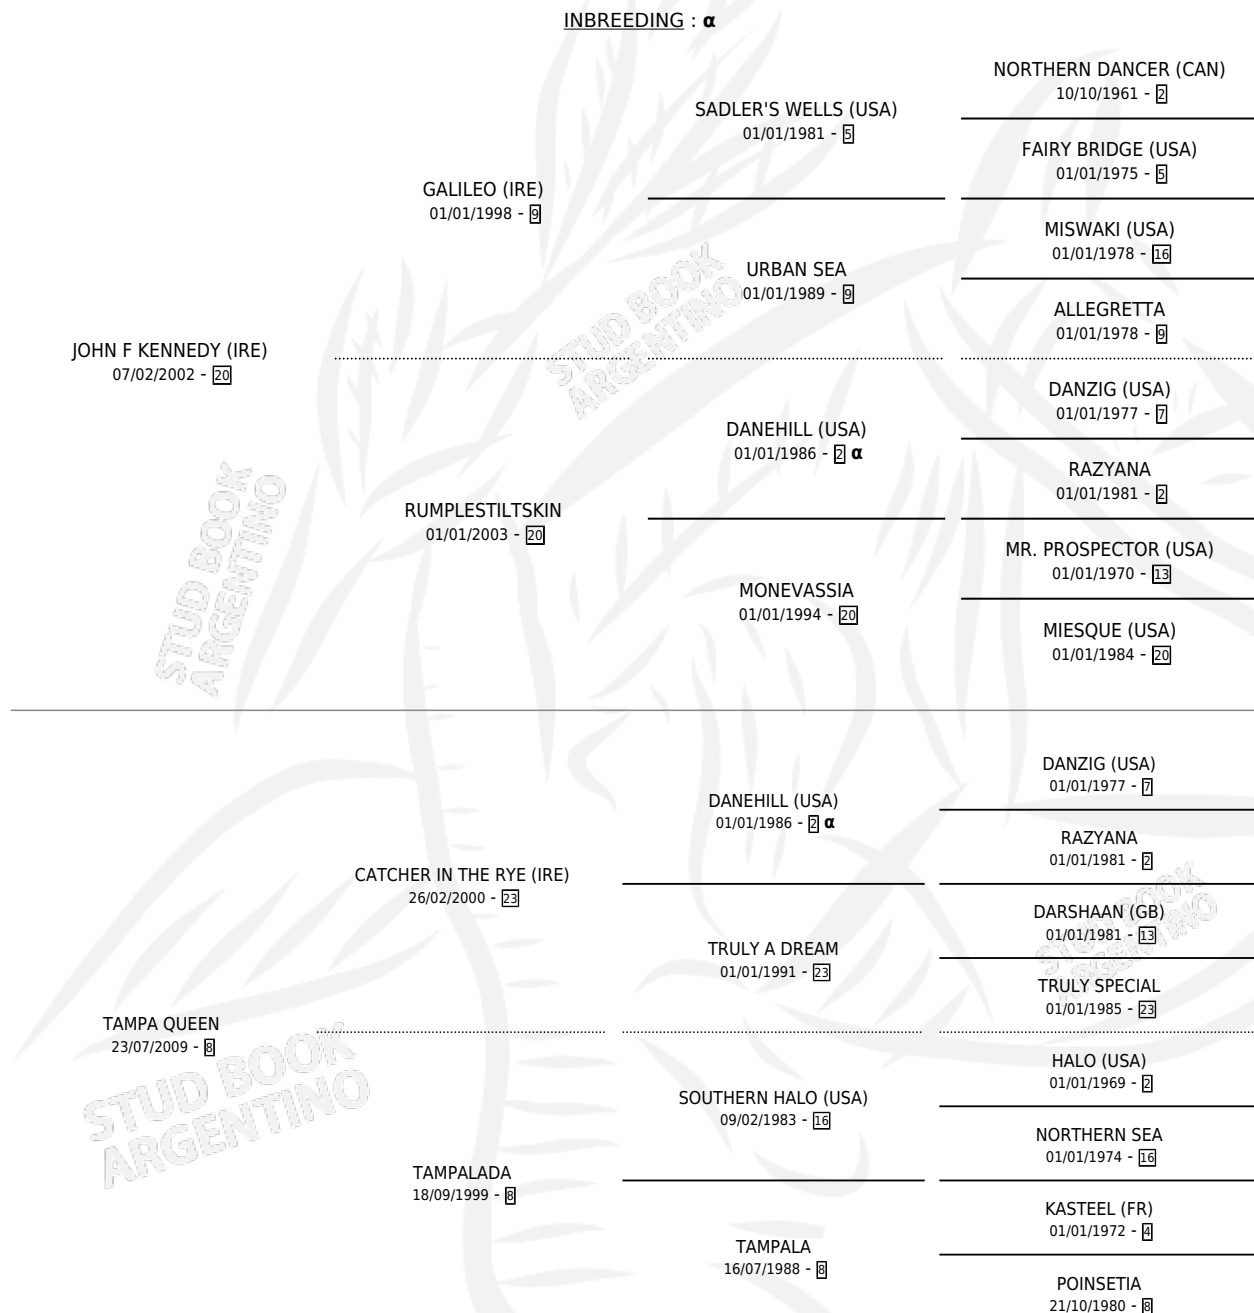 INBREEDING : α
NORTHERN DANCER (CAN)
10/10/1961 - 2
SADLER'S WELLS (USA)
01/01/1981 - 5
FAIRY BRIDGE (USA)
01/01/1975 - 5
GALILEO (IRE)
01/01/1998 - 9
MISWAKI (USA)
01/01/1978 - 16
URBAN SEA
01/01/1989 - 9
ALLEGRETTA
01/01/1978 - 9
JOHN F KENNEDY (IRE)
07/02/2002 - 20
DANZIG (USA)
01/01/1977 - 7
DANEHILL (USA)
01/01/1986 - 2 α
RAZYANA
01/01/1981 - 2
RUMPLESTILTSKIN
01/01/2003 - 20
MR. PROSPECTOR (USA)
01/01/1970 - 13
MONEVASSIA
01/01/1994 - 20
MIESQUE (USA)
01/01/1984 - 20
DANZIG (USA)
01/01/1977 - 7
DANEHILL (USA)
01/01/1986 - 2 α
RAZYANA
01/01/1981 - 2
CATCHER IN THE RYE (IRE)
26/02/2000 - 23
DARSHAAN (GB)
01/01/1981 - 13
TRULY A DREAM
01/01/1991 - 23
TRULY SPECIAL
01/01/1985 - 23
TAMPA QUEEN
23/07/2009 - 8
HALO (USA)
01/01/1969 - 2
SOUTHERN HALO (USA)
09/02/1983 - 16
NORTHERN SEA
01/01/1974 - 16
TAMPALADA
18/09/1999 - 8
KASTEEL (FR)
01/01/1972 - 4
TAMPALA
16/07/1988 - 8
POINSETIA
21/10/1980 - 8
STUD BOOK
ARGENTINO
STUD BOOK
ARGENTINO
STUD BOOK
ARGENTINO
STUD BOOK
ARGENTINO